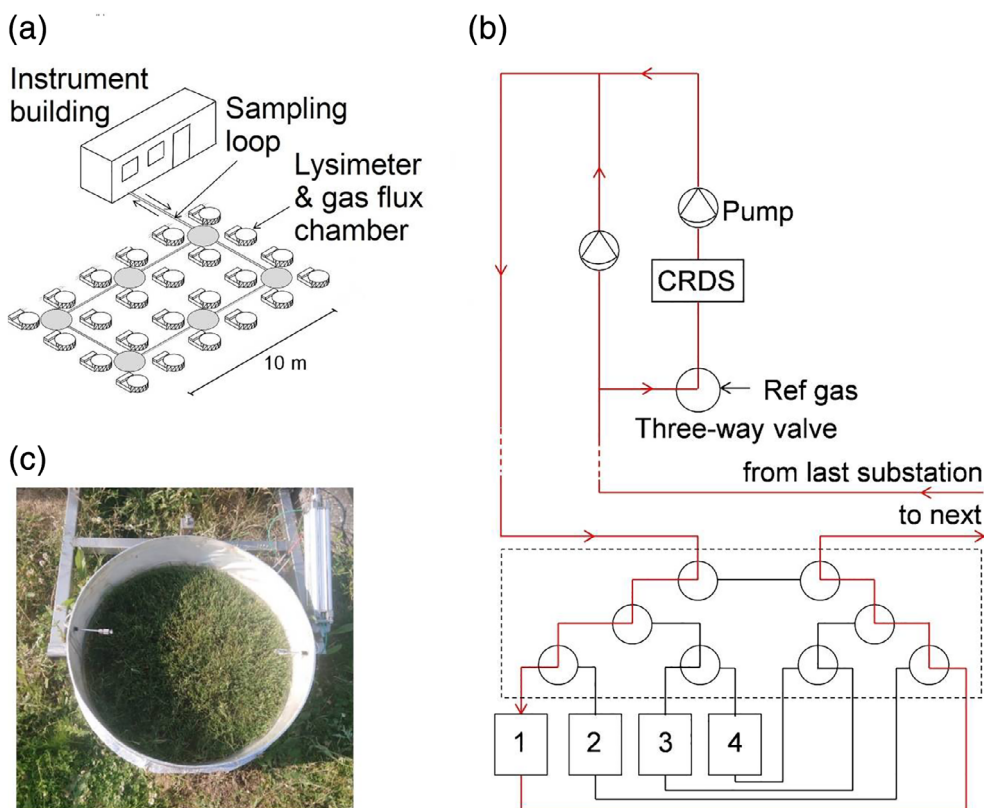 (a)
Instrument
building
Sampling
loop
Lysimeter
& gas flux
chamber
10 m
(b)
Pump
CRDS
Ref gas
Three-way valve
from last substation
to next
1
2
3
4
(c)